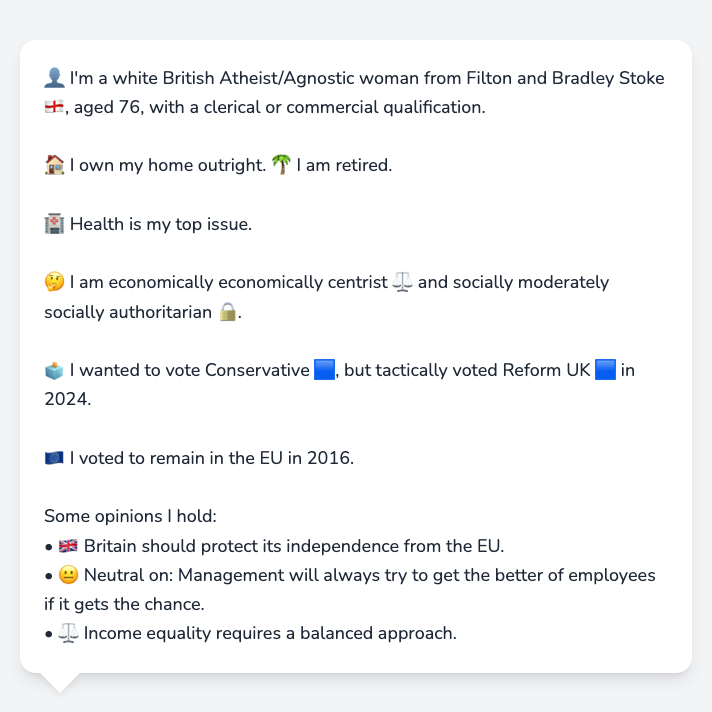 👤 I'm a white British Atheist/Agnostic woman from Filton and Bradley Stoke
🏴󠁧󠁢󠁥󠁮󠁧󠁿, aged 76, with a clerical or commercial qualification.
🏠 I own my home outright. 🌴 I am retired.
🏥 Health is my top issue.
🤔 I am economically economically centrist ⚖️ and socially moderately
socially authoritarian 🔒.
🗳️ I wanted to vote Conservative 🟦, but tactically voted Reform UK 🟦 in
2024.
🇪🇺 I voted to remain in the EU in 2016.
Some opinions I hold:
• 🇬🇧 Britain should protect its independence from the EU.
• 😐 Neutral on: Management will always try to get the better of employees
if it gets the chance.
• ⚖️ Income equality requires a balanced approach.